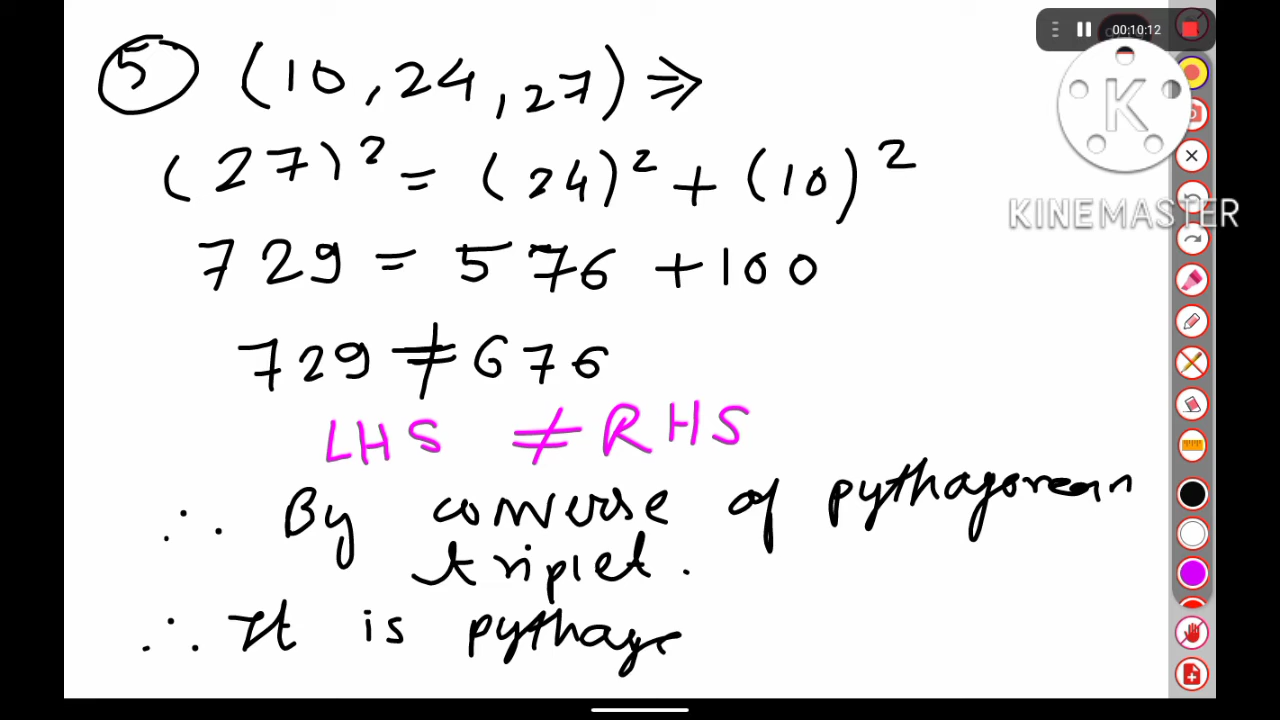 00:10:12
K
KINEMASTER
5 (10, 24, 27) ⇒
(27)² = (24)² + (10)²
729 = 576 + 100
729 ≠ 676
LHS ≠ RHS
∴ By converse of pythagorean
triplet.
∴ It is pythago